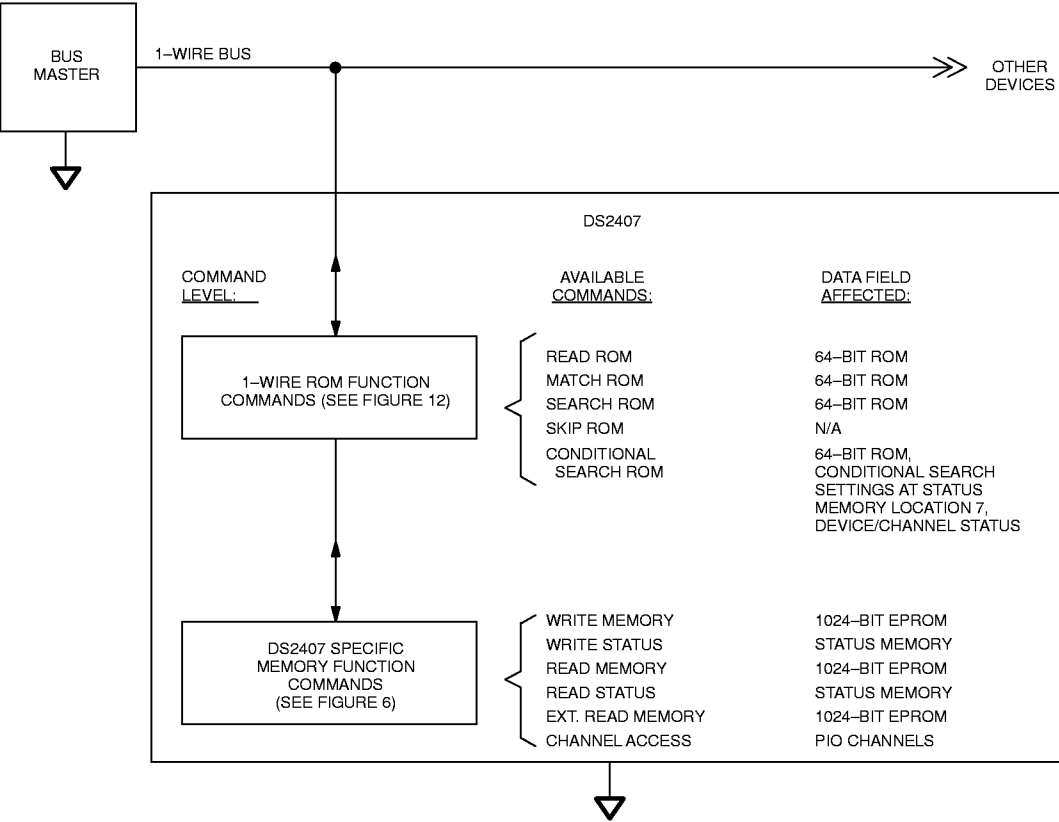 BUS
MASTER
1–WIRE BUS
OTHER
DEVICES
DS2407
COMMAND
LEVEL:
AVAILABLE
COMMANDS:
DATA FIELD
AFFECTED:
1–WIRE ROM FUNCTION
COMMANDS (SEE FIGURE 12)
READ ROM 64–BIT ROM
MATCH ROM 64–BIT ROM
SEARCH ROM 64–BIT ROM
SKIP ROM N/A
CONDITIONAL 64–BIT ROM,
SEARCH ROM CONDITIONAL SEARCH
SETTINGS AT STATUS
MEMORY LOCATION 7,
DEVICE/CHANNEL STATUS
DS2407 SPECIFIC
MEMORY FUNCTION
COMMANDS
(SEE FIGURE 6)
WRITE MEMORY 1024–BIT EPROM
WRITE STATUS STATUS MEMORY
READ MEMORY 1024–BIT EPROM
READ STATUS STATUS MEMORY
EXT. READ MEMORY 1024–BIT EPROM
CHANNEL ACCESS PIO CHANNELS